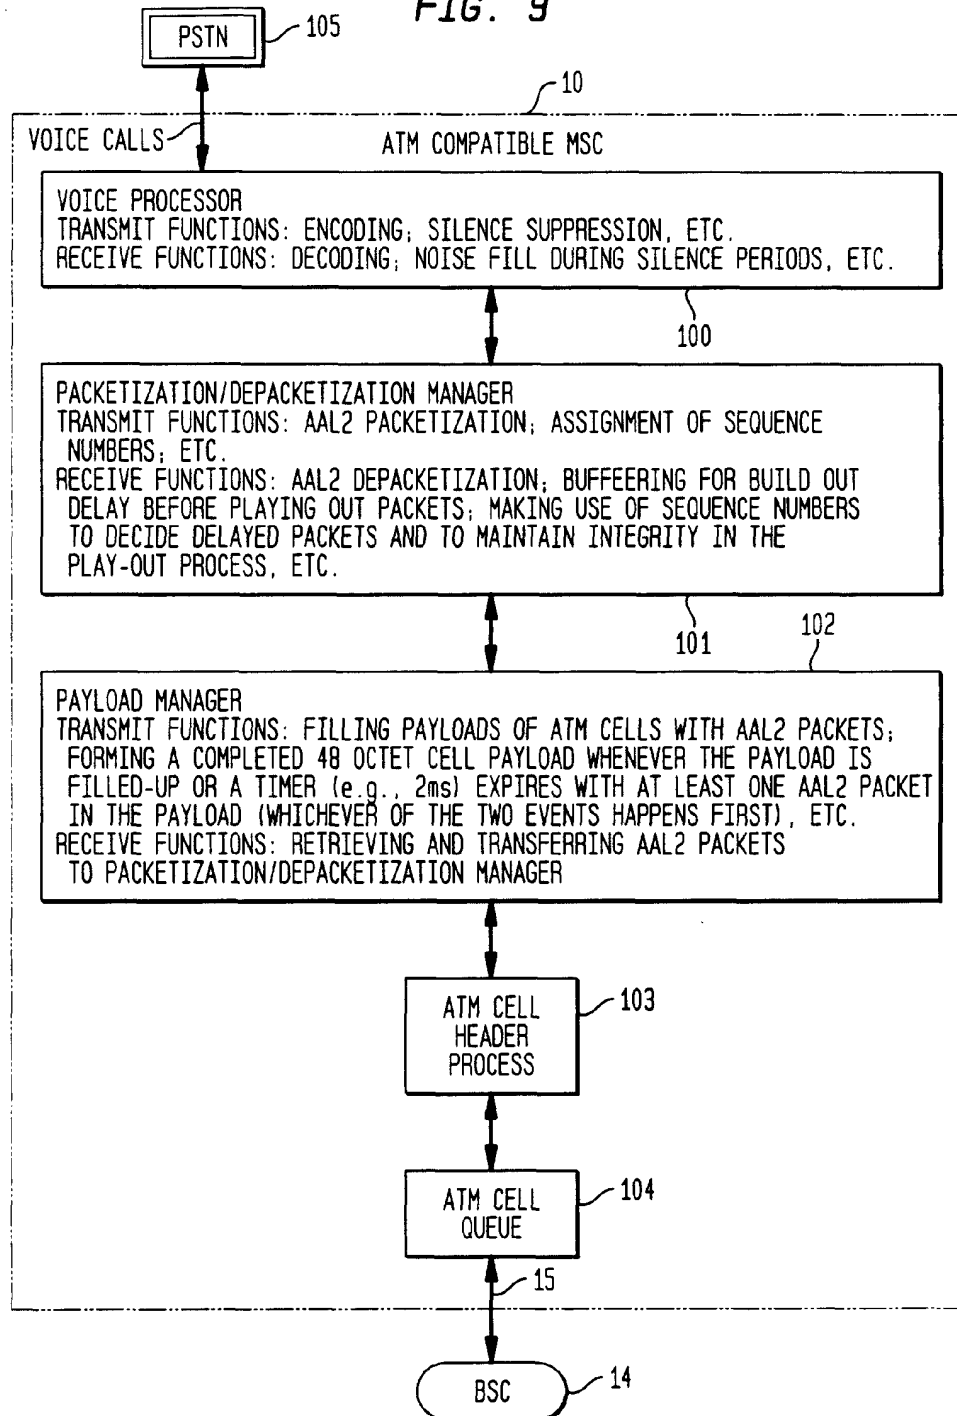 FIG. 9
PSTN
105
10
VOICE CALLS
ATM COMPATIBLE MSC
VOICE PROCESSOR
TRANSMIT FUNCTIONS: ENCODING; SILENCE SUPPRESSION, ETC.
RECEIVE FUNCTIONS: DECODING; NOISE FILL DURING SILENCE PERIODS, ETC.
100
PACKETIZATION/DEPACKETIZATION MANAGER
TRANSMIT FUNCTIONS: AAL2 PACKETIZATION; ASSIGNMENT OF SEQUENCE
NUMBERS; ETC.
RECEIVE FUNCTIONS: AAL2 DEPACKETIZATION; BUFFEERING FOR BUILD OUT
DELAY BEFORE PLAYING OUT PACKETS; MAKING USE OF SEQUENCE NUMBERS
TO DECIDE DELAYED PACKETS AND TO MAINTAIN INTEGRITY IN THE
PLAY-OUT PROCESS, ETC.
101
102
PAYLOAD MANAGER
TRANSMIT FUNCTIONS: FILLING PAYLOADS OF ATM CELLS WITH AAL2 PACKETS;
FORMING A COMPLETED 48 OCTET CELL PAYLOAD WHENEVER THE PAYLOAD IS
FILLED-UP OR A TIMER (e.g., 2ms) EXPIRES WITH AT LEAST ONE AAL2 PACKET
IN THE PAYLOAD (WHICHEVER OF THE TWO EVENTS HAPPENS FIRST), ETC.
RECEIVE FUNCTIONS: RETRIEVING AND TRANSFERRING AAL2 PACKETS
TO PACKETIZATION/DEPACKETIZATION MANAGER
ATM CELL
HEADER
PROCESS
103
ATM CELL
QUEUE
104
15
BSC
14